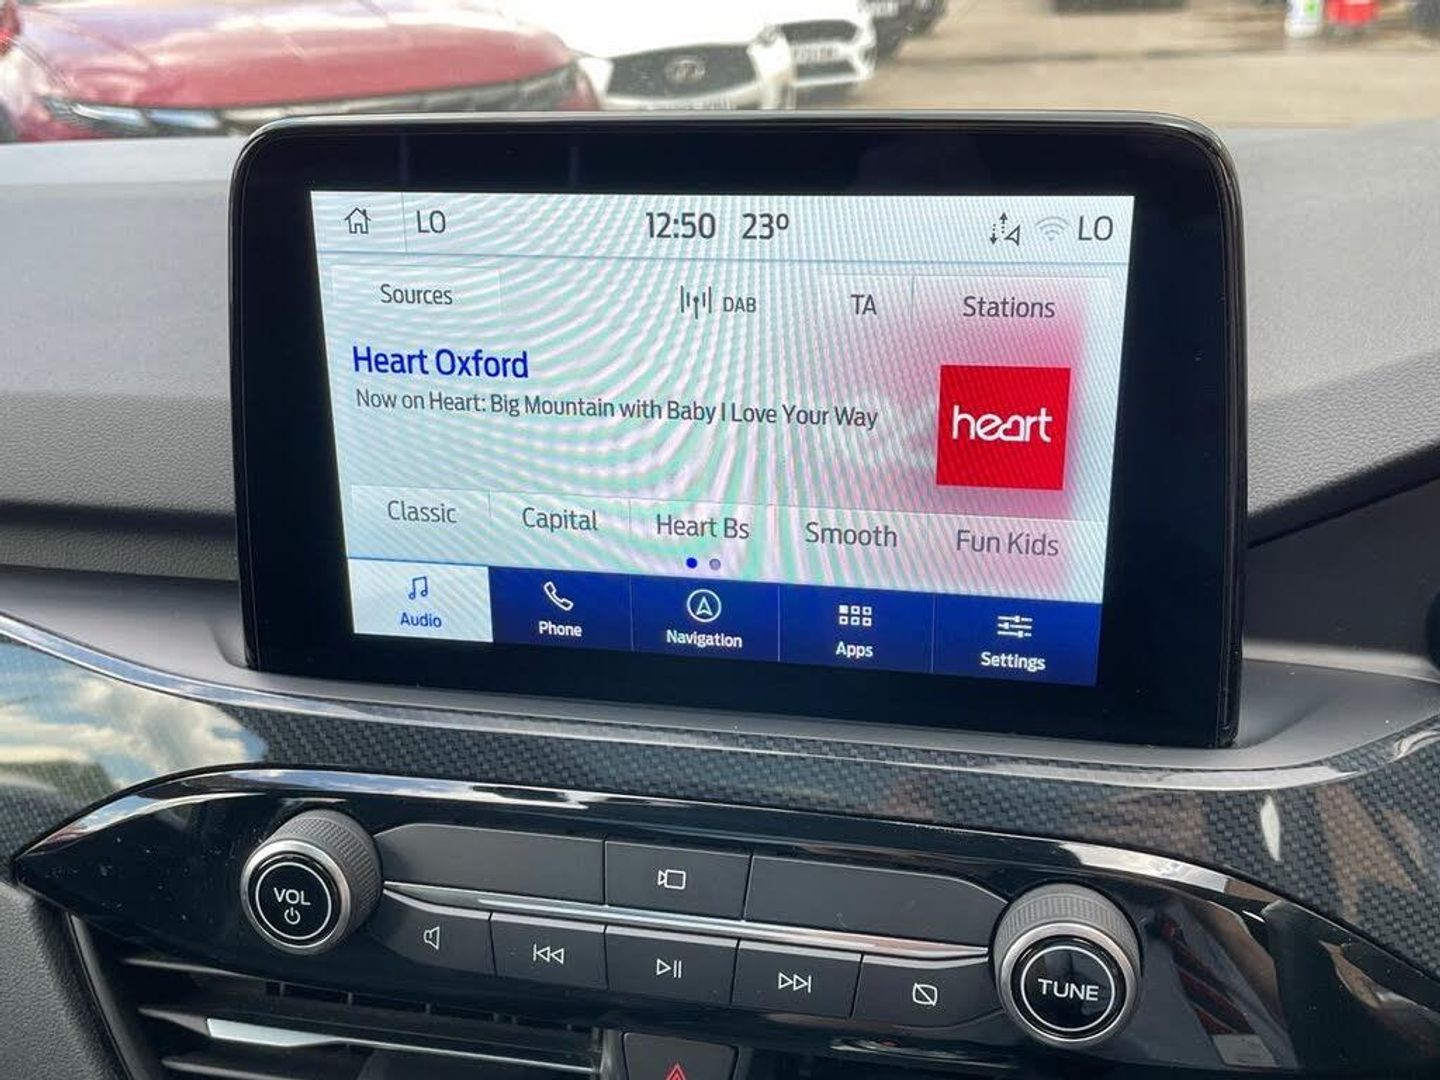 LO 12:50 23º LO
Sources DAB TA Stations
Heart Oxford
Now on Heart: Big Mountain with Baby I Love Your Way
heart
Classic Capital Heart Bs Smooth Fun Kids
Audio Phone Navigation Apps Settings
VOL
TUNE